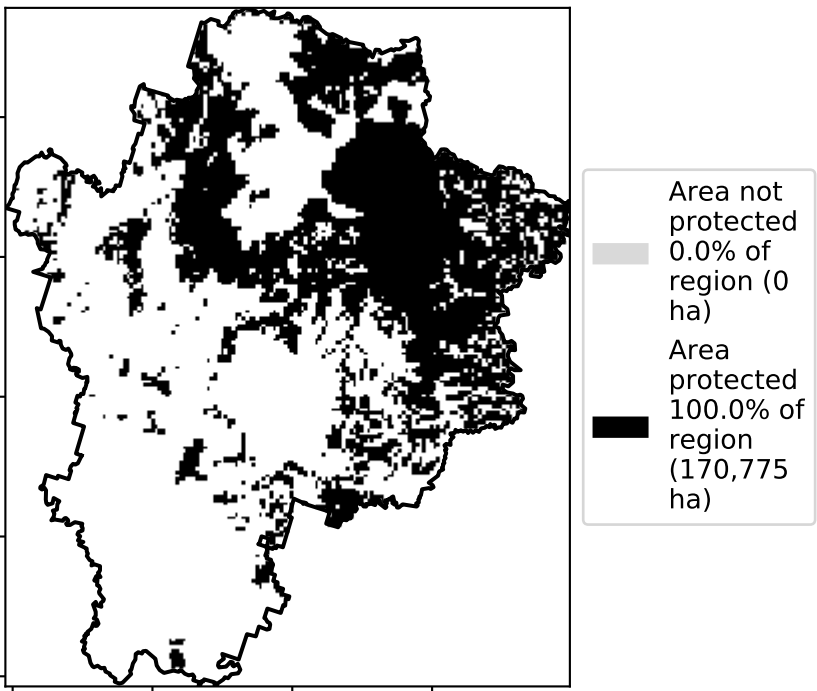 Area not
protected
0.0% of
region (0
ha)
Area
protected
100.0% of
region
(170,775
ha)